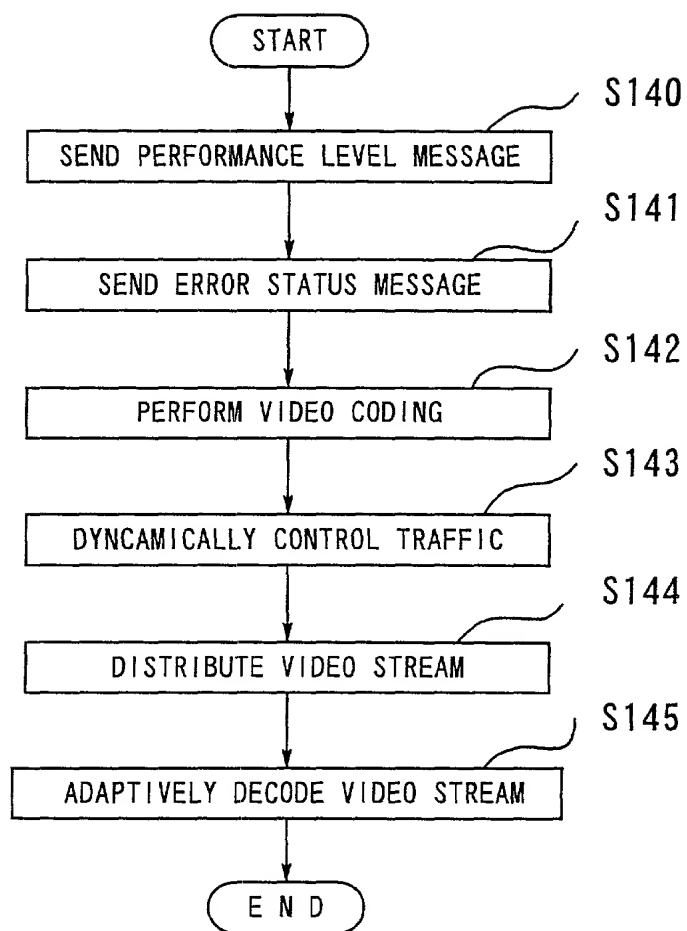 START
S140
SEND PERFORMANCE LEVEL MESSAGE
S141
SEND ERROR STATUS MESSAGE
S142
PERFORM VIDEO CODING
S143
DYNCAMICALLY CONTROL TRAFFIC
S144
DISTRIBUTE VIDEO STREAM
S145
ADAPTIVELY DECODE VIDEO STREAM
E N D